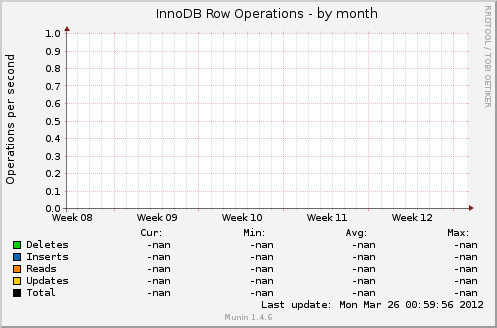 InnoDB Row Operations - by month
RRDTOOL / TOBI OETIKER
Operations per second
1.0
0.9
0.8
0.7
0.6
0.5
0.4
0.3
0.2
0.1
0.0
Week 08 Week 09 Week 10 Week 11 Week 12
Cur: Min: Avg: Max:
Deletes -nan -nan -nan -nan
Inserts -nan -nan -nan -nan
Reads -nan -nan -nan -nan
Updates -nan -nan -nan -nan
Total -nan -nan -nan -nan
Last update: Mon Mar 26 00:59:56 2012
Munin 1.4.6